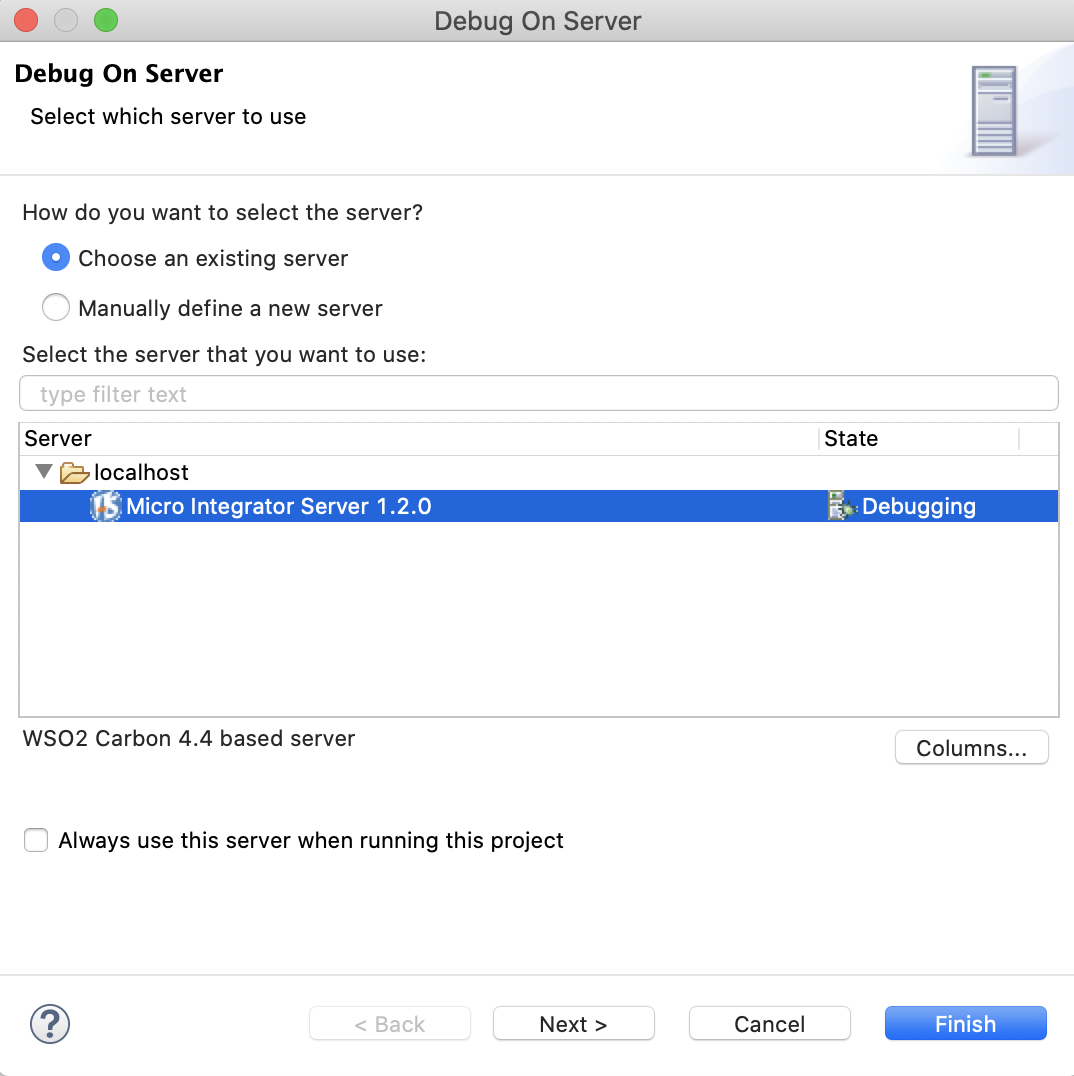 Debug On Server
Debug On Server
Select which server to use
How do you want to select the server?
Choose an existing server
Manually define a new server
Select the server that you want to use:
type filter text
Server State
localhost
Micro Integrator Server 1.2.0 Debugging
WSO2 Carbon 4.4 based server
Columns...
Always use this server when running this project
? < Back Next > Cancel Finish